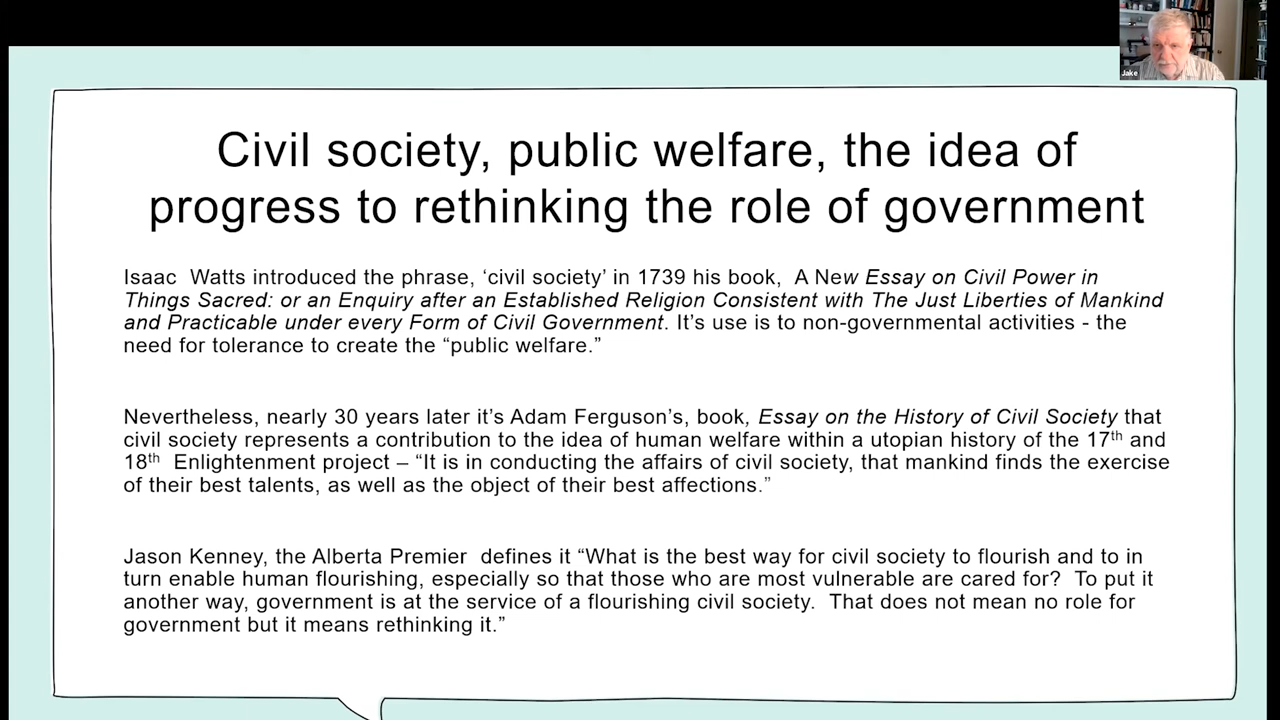 Jake
Civil society, public welfare, the idea of
progress to rethinking the role of government
Isaac Watts introduced the phrase, ‘civil society’ in 1739 his book, A New Essay on Civil Power in
Things Sacred: or an Enquiry after an Established Religion Consistent with The Just Liberties of Mankind
and Practicable under every Form of Civil Government. It’s use is to non-governmental activities - the
need for tolerance to create the “public welfare.”
Nevertheless, nearly 30 years later it’s Adam Ferguson’s, book, Essay on the History of Civil Society that
civil society represents a contribution to the idea of human welfare within a utopian history of the 17th and
18th Enlightenment project – “It is in conducting the affairs of civil society, that mankind finds the exercise
of their best talents, as well as the object of their best affections.”
Jason Kenney, the Alberta Premier defines it “What is the best way for civil society to flourish and to in
turn enable human flourishing, especially so that those who are most vulnerable are cared for? To put it
another way, government is at the service of a flourishing civil society. That does not mean no role for
government but it means rethinking it.”